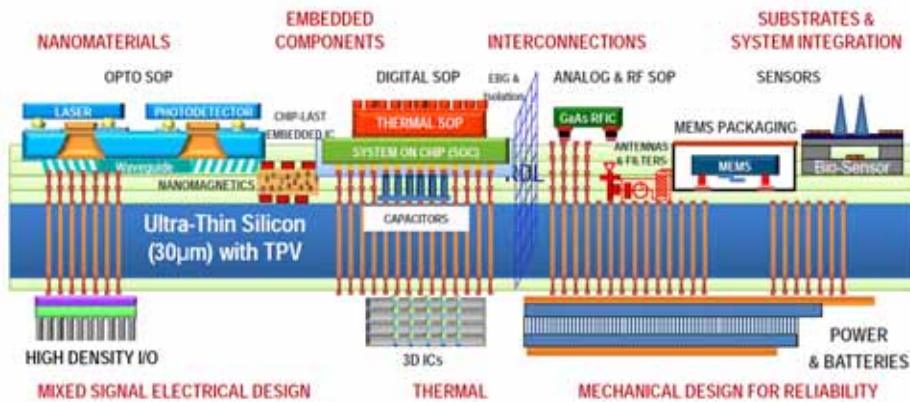 EMBEDDED
COMPONENTS
SUBSTRATES &
SYSTEM INTEGRATION
NANOMATERIALS
INTERCONNECTIONS
OPTO SOP
DIGITAL SOP
EBG &
Isolation
ANALOG & RF SOP
SENSORS
LASER
PHOTODETECTOR
CHIP-LAST
EMBEDDED IC
THERMAL SOP
SYSTEM ON CHIP (SOC)
GaAs RFIC
MEMS PACKAGING
ANTENNAS
& FILTERS
MEMS
Bio-Sensor
Waveguide
RDL
NANOMAGNETICS
CAPACITORS
Ultra-Thin Silicon
(30µm) with TPV
HIGH DENSITY I/O
3D ICs
POWER
& BATTERIES
MIXED SIGNAL ELECTRICAL DESIGN
THERMAL
MECHANICAL DESIGN FOR RELIABILITY